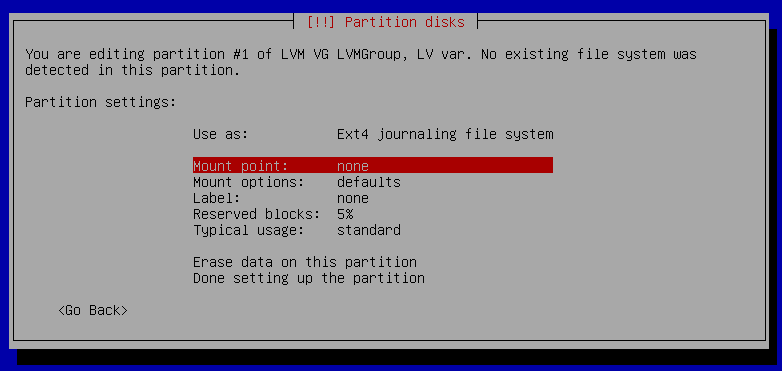 [!!] Partition disks
You are editing partition #1 of LVM VG LVMGroup, LV var. No existing file system was
detected in this partition.
Partition settings:
Use as: Ext4 journaling file system
Mount point: none
Mount options: defaults
Label: none
Reserved blocks: 5%
Typical usage: standard
Erase data on this partition
Done setting up the partition
<Go Back>